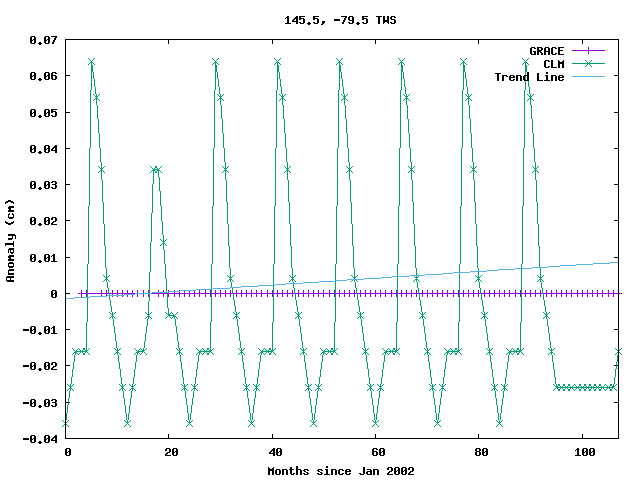 145.5, -79.5 TWS
GRACE
CLM
Trend Line
0.07
0.06
0.05
0.04
0.03
0.02
0.01
0
-0.01
-0.02
-0.03
-0.04
Anomaly (cm)
0 20 40 60 80 100
Months since Jan 2002